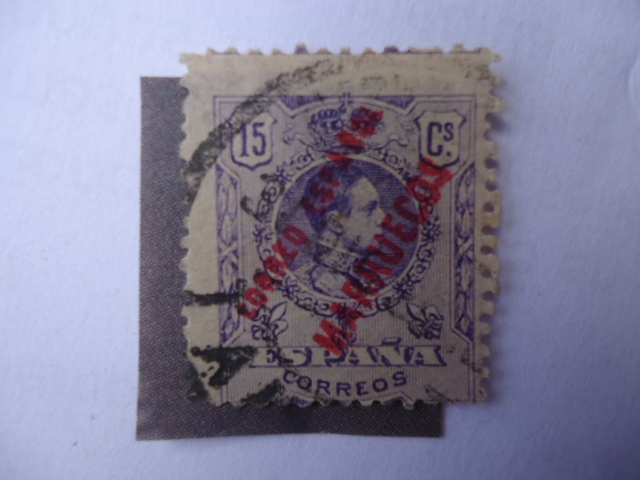 15 Cs.
CORREO ESPAÑOL
MARRUECOS
ESPAÑA
CORREOS